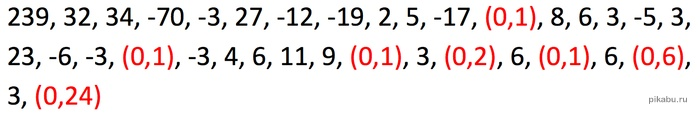 239, 32, 34, -70, -3, 27, -12, -19, 2, 5, -17, (0,1), 8, 6, 3, -5, 3,
23, -6, -3, (0,1), -3, 4, 6, 11, 9, (0,1), 3, (0,2), 6, (0,1), 6, (0,6),
3, (0,24)
pikabu.ru